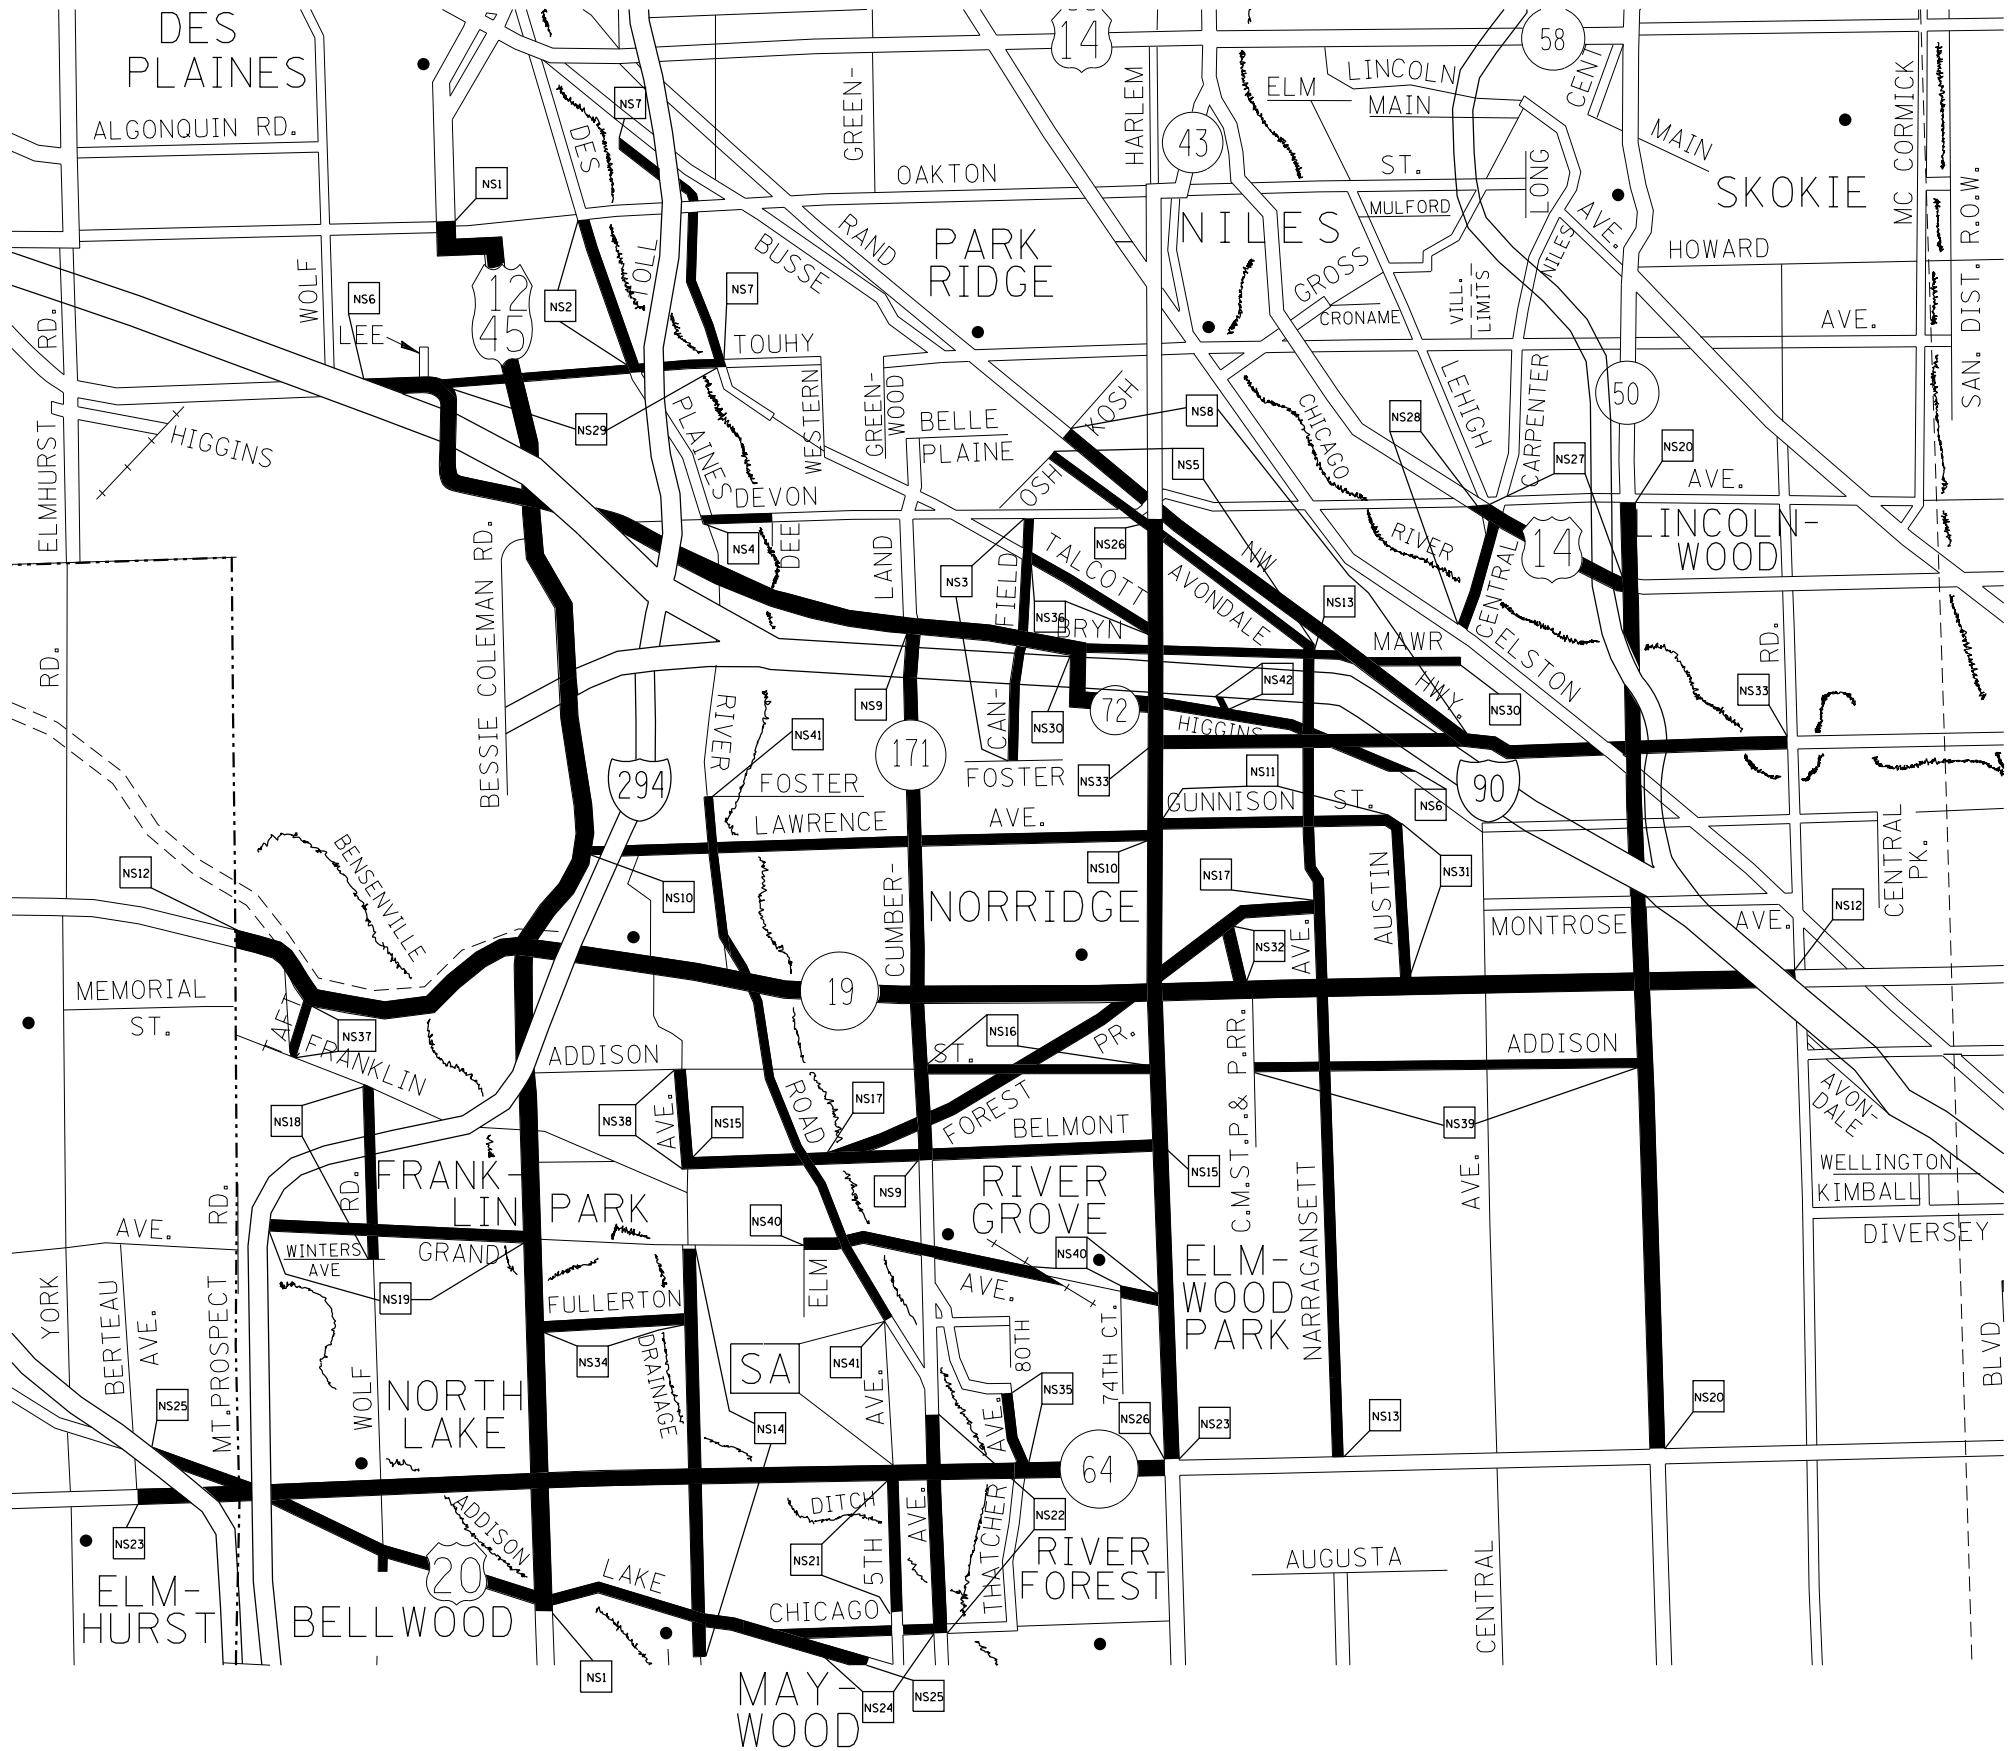 DES
PLAINES
ALGONQUIN RD.
14
58
LINCOLN
CENT
ELM
MAIN
GREEN-
HARLEM
43
NS7
DES
OAKTON
ST.
LONG
MAIN
SKOKIE
MC CORMICK
NS1
MULFORD
AVE.
HOWARD
NILES
RAND
BUSSE
PARK
RIDGE
NILES
GROSS
VILL.
LIMITS
SAN. DIST. R.O.W.
TOLL
NS7
NS2
WOLF
NS6
12
45
LEE
CRONAME
AVE.
RD.
TOUHY
WESTERN
GREEN-
WOOD
BELLE
PLAINE
KOSH
OSH
NS8
CHICAGO
NS28
LEHIGH
CARPENTER
50
HIGGINS
NS29
PLAINES
NS5
NS27
NS20
AVE.
DEVON
ELMHURST
BESSIE COLEMAN RD.
NS4
DEE
LAND
NS3
FIELD
TALCOTT
NS26
NW
AVONDALE
RIVER
CENTRAL
14
LINCOLN-
WOOD
NS36
BRYN
NS13
MAWR
ELSTON
RD.
RD.
NS42
HWY.
NS33
NS30
NS9
CAN-
NS30
72
HIGGINS
RIVER
NS41
171
FOSTER
NS33
NS11
GUNNISON
ST.
NS6
90
294
FOSTER
LAWRENCE
AVE.
CENTRAL
PK.
BENSENVILLE
NS12
NS10
CUMBER-
NORRIDGE
NS10
NS17
AUSTIN
NS31
MONTROSE
AVE.
NS12
NS32
AVE.
MEMORIAL
ST.
19
TAFT
NS37
FRANKLIN
ADDISON
ST.
NS16
PR.
C.M.ST.P.& P.RR.
ADDISON
NS18
NS38
AVE.
NS15
ROAD
NS17
FOREST
BELMONT
NS39
AVON-
DALE
WELLINGTON
KIMBALL
DIVERSEY
RD.
FRANK-
LIN PARK
NS9
RIVER
GROVE
NS15
NARRAGANSETT
AVE.
AVE.
RD.
WINTERS
AVE
GRAND
NS40
NS40
ELM-
WOOD
PARK
NS19
FULLERTON
ELM
AVE.
74TH CT.
80TH
YORK
BERTEAU
AVE.
MT.PROSPECT
WOLF
NS34
DRAINAGE
SA
NS41
AVE.
NS35
BLVD
NORTH
LAKE
NS25
NS14
AVE.
NS26
NS23
NS13
NS20
64
NS23
ADDISON
DITCH
AVE.
NS22
THATCHER
RIVER
FOREST
AUGUSTA
CENTRAL
ELM-
HURST
20
BELLWOOD
LAKE
NS21
5TH
CHICAGO
NS1
MAY-
WOOD
NS24
NS25